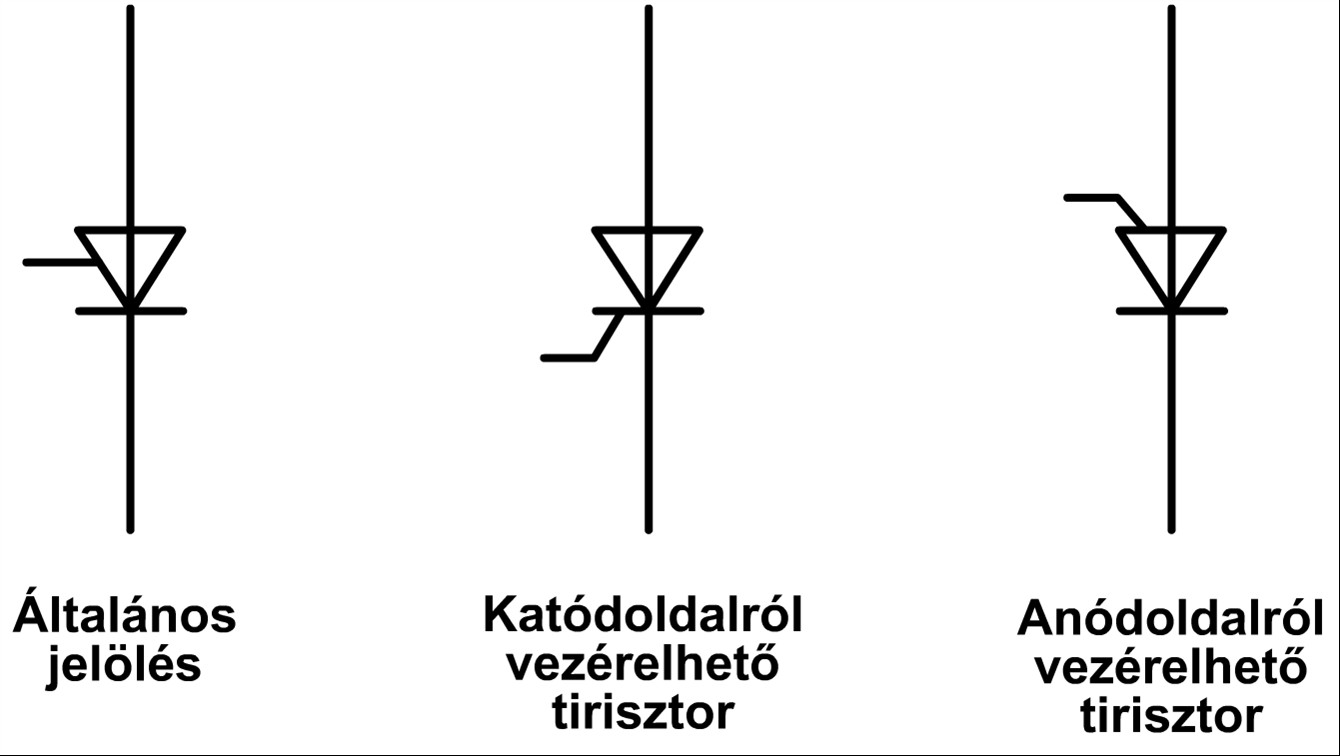 Általános
jelölés
Katódoldalról
vezérelhető
tirisztor
Anódoldalról
vezérelhető
tirisztor